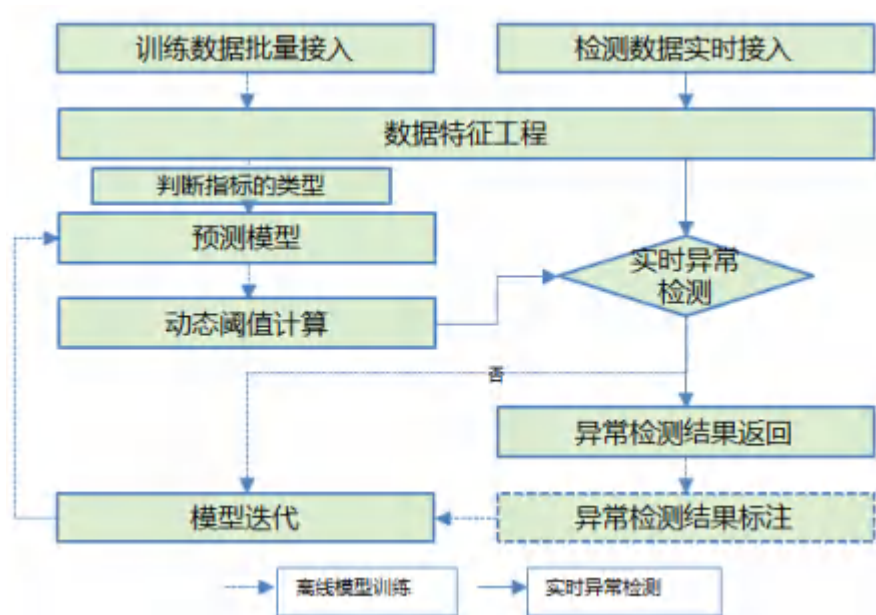 训练数据批量接入
检测数据实时接入
数据特征工程
判断指标的类型
预测模型
实时异常
检测
动态阈值计算
否
异常检测结果返回
模型迭代
异常检测结果标注
离线模型训练
实时异常检测